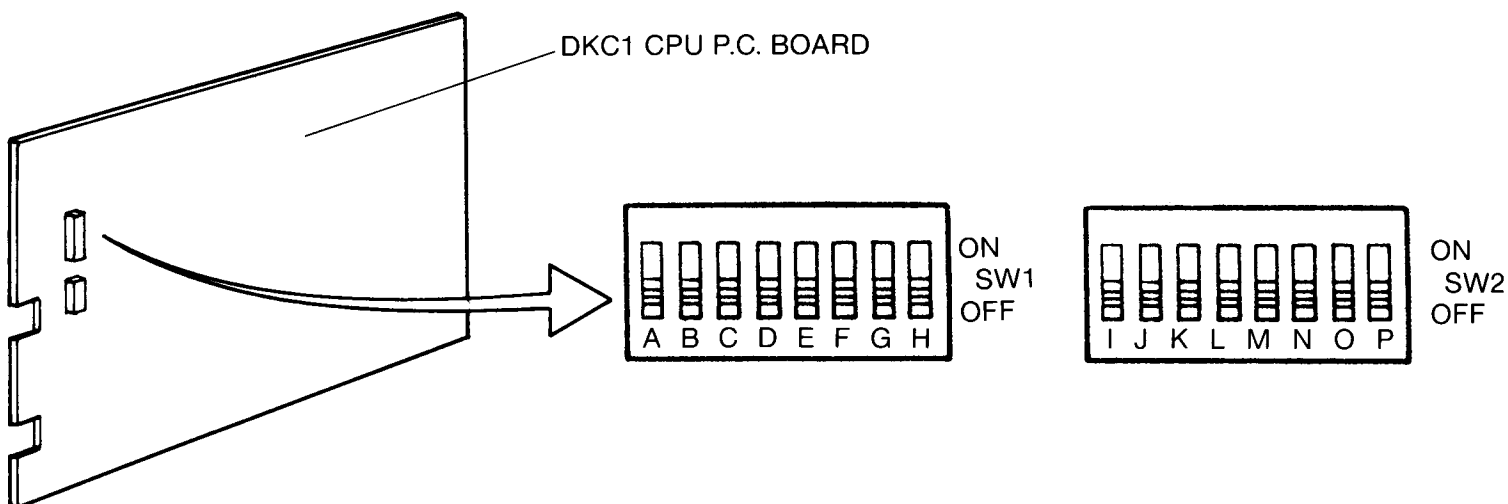 DKC1 CPU P.C. BOARD
ON
SW1
OFF
A B C D E F G H
ON
SW2
OFF
I J K L M N O P